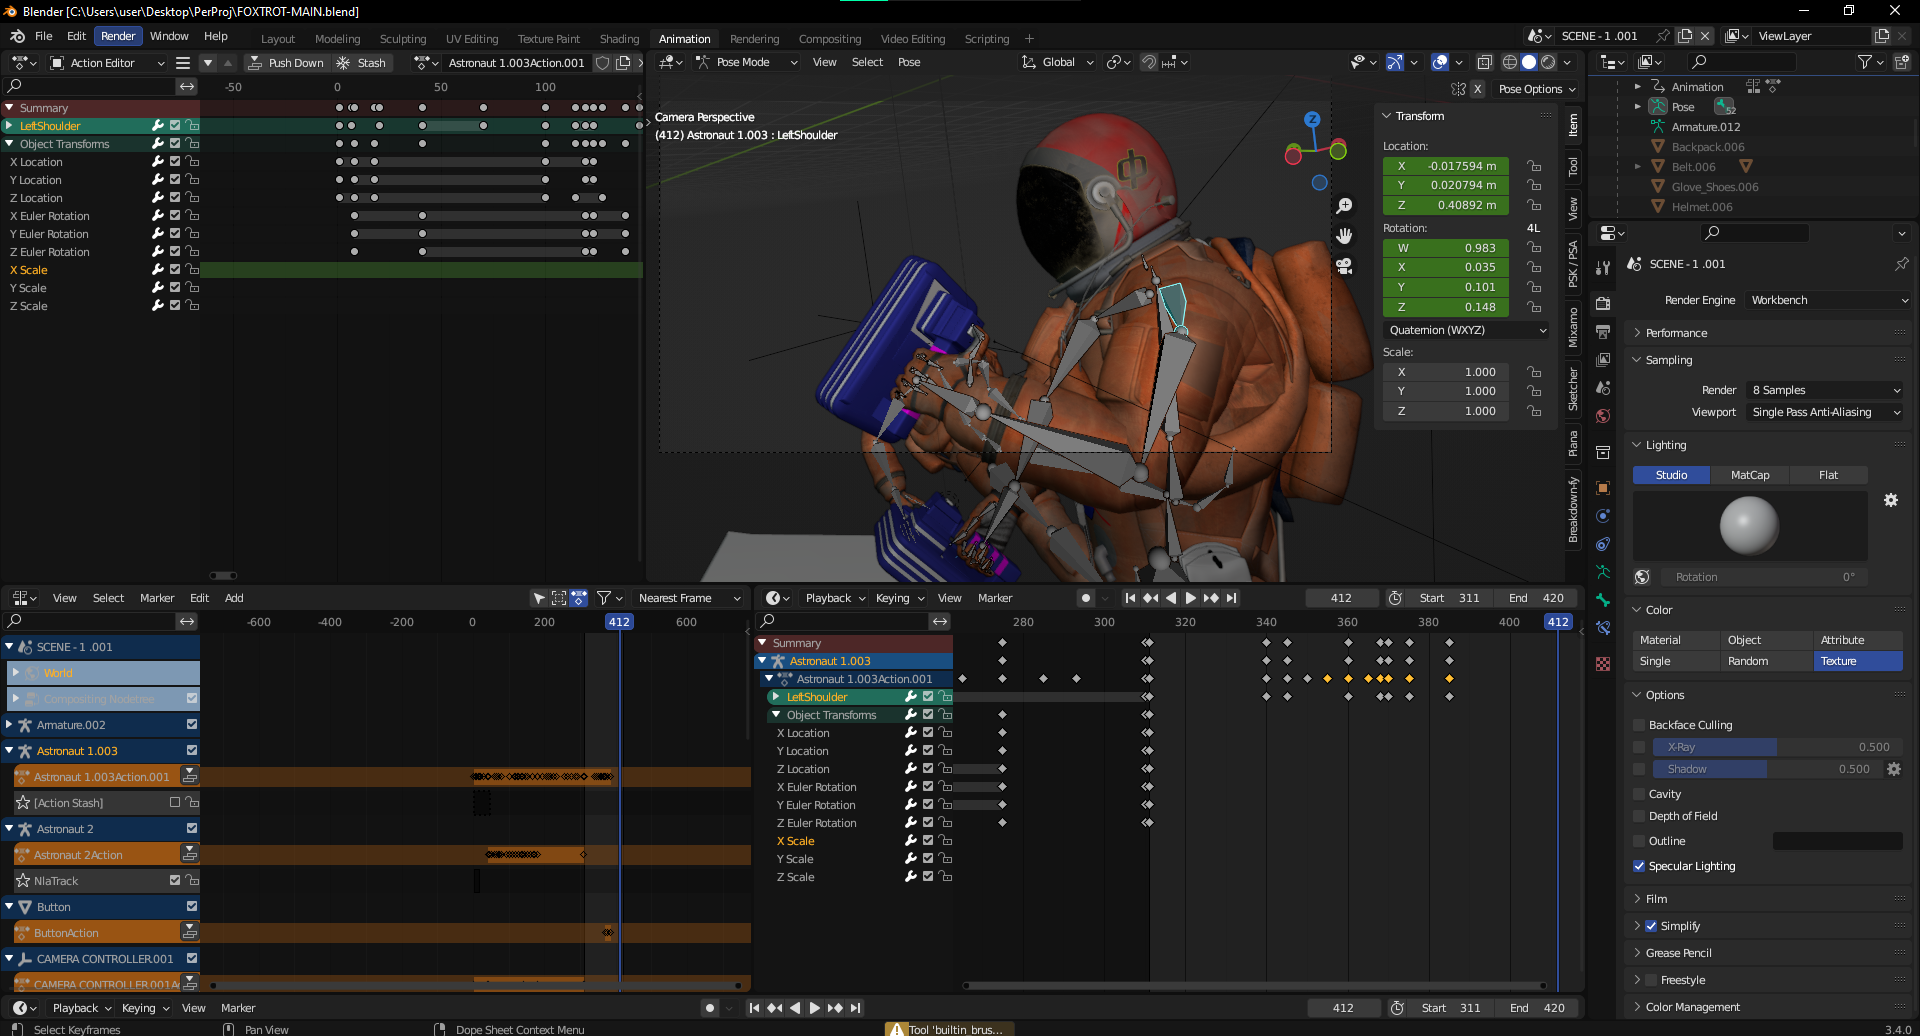 Blender [C:\Users\user\Desktop\PerProj\FOXTROT-MAIN.blend]
File Edit Render Window Help Layout Modeling Sculpting UV Editing Texture Paint Shading Animation Rendering Compositing Video Editing Scripting + SCENE - 1 .001 ViewLayer
Action Editor Push Down Stash Astronaut 1.003Action.001
-50 0 50 100
Summary
LeftShoulder
Object Transforms
X Location
Y Location
Z Location
X Euler Rotation
Y Euler Rotation
Z Euler Rotation
X Scale
Y Scale
Z Scale
Pose Mode View Select Pose Global
X Pose Options
Camera Perspective
(412) Astronaut 1.003 : LeftShoulder
中
Z
Transform
Location:
X -0.017594 m
Y 0.020794 m
Z 0.40892 m
Rotation: 4L
W 0.983
X 0.035
Y 0.101
Z 0.148
Quaternion (WXYZ)
Scale:
X 1.000
Y 1.000
Z 1.000
Item
Tool
View
PSK / PSA
Mixamo
Sketcher
Piana
Breakdown-fy
Animation
Pose 52
Armature.012
Backpack.006
Belt.006
Glove_Shoes.006
Helmet.006
SCENE - 1 .001
Render Engine Workbench
Performance
Sampling
Render 8 Samples
Viewport Single Pass Anti-Aliasing
Lighting
Studio MatCap Flat
Rotation 0°
Color
Material Object Attribute
Single Random Texture
Options
Backface Culling
X-Ray 0.500
Shadow 0.500
Cavity
Depth of Field
Outline
Specular Lighting
Film
Simplify
Grease Pencil
Freestyle
Color Management
View Select Marker Edit Add Nearest Frame
-600 -400 -200 0 200 412 600
SCENE - 1 .001
World
Compositing Nodetree
Armature.002
Astronaut 1.003
Astronaut 1.003Action.001
[Action Stash]
Astronaut 2
Astronaut 2Action
NlaTrack
Button
ButtonAction
CAMERA CONTROLLER.001
CAMERA CONTROLLER.001A
Playback Keying View Marker 412 Start 311 End 420
280 300 320 340 360 380 400 412
Summary
Astronaut 1.003
Astronaut 1.003Action.001
LeftShoulder
Object Transforms
X Location
Y Location
Z Location
X Euler Rotation
Y Euler Rotation
Z Euler Rotation
X Scale
Y Scale
Z Scale
Playback Keying View Marker 412 Start 311 End 420
Select Keyframes Pan View Dope Sheet Context Menu Tool 'builtin_brus... 3.4.0